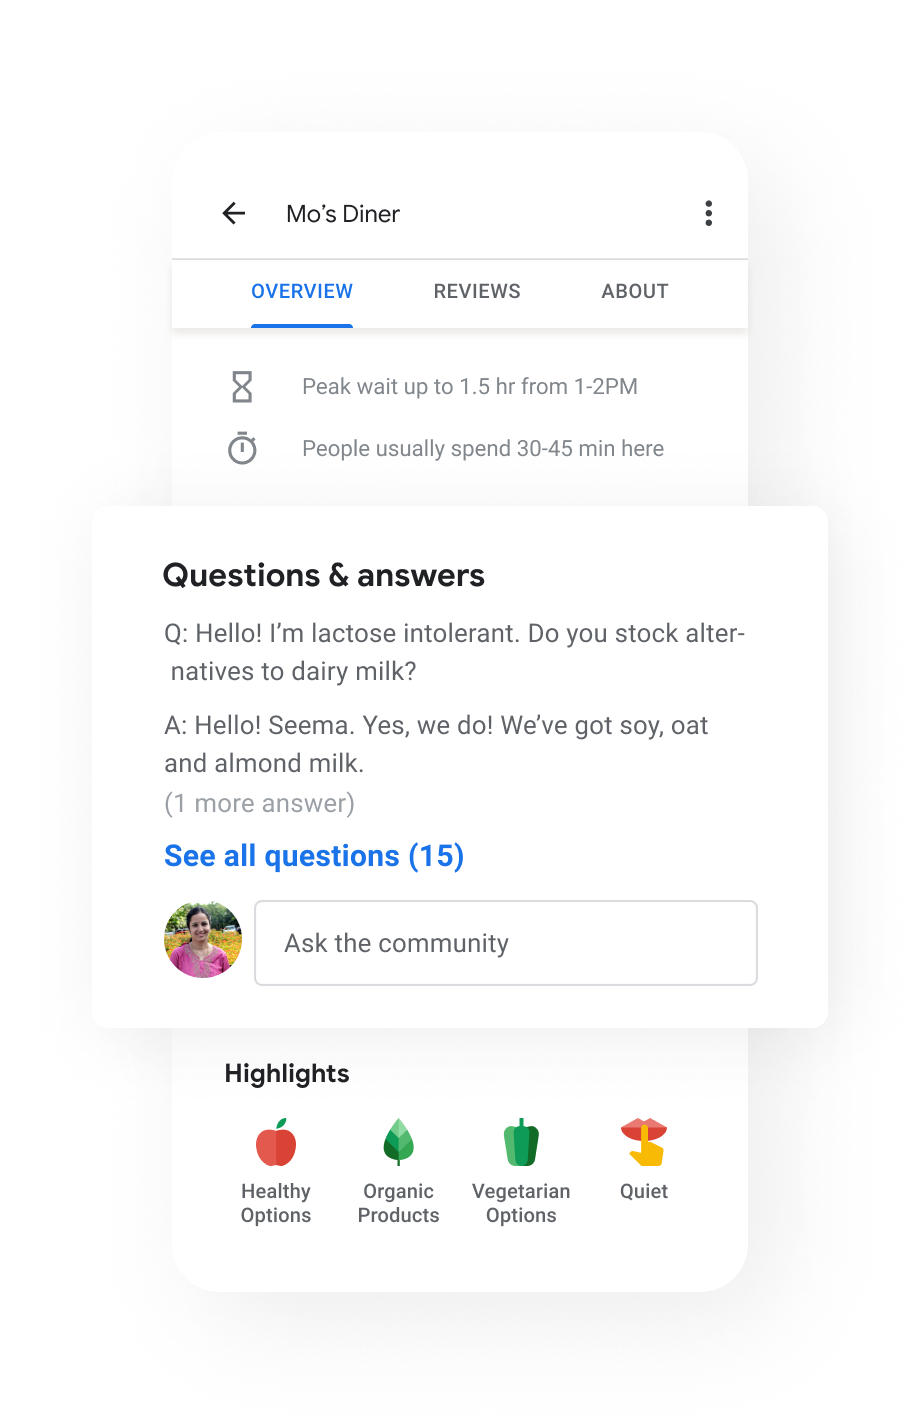 Mo’s Diner
OVERVIEW REVIEWS ABOUT
Peak wait up to 1.5 hr from 1-2PM
People usually spend 30-45 min here
Questions & answers
Q: Hello! I’m lactose intolerant. Do you stock alter-
natives to dairy milk?
A: Hello! Seema. Yes, we do! We’ve got soy, oat
and almond milk.
(1 more answer)
See all questions (15)
Ask the community
Highlights
Healthy
Options
Organic
Products
Vegetarian
Options
Quiet